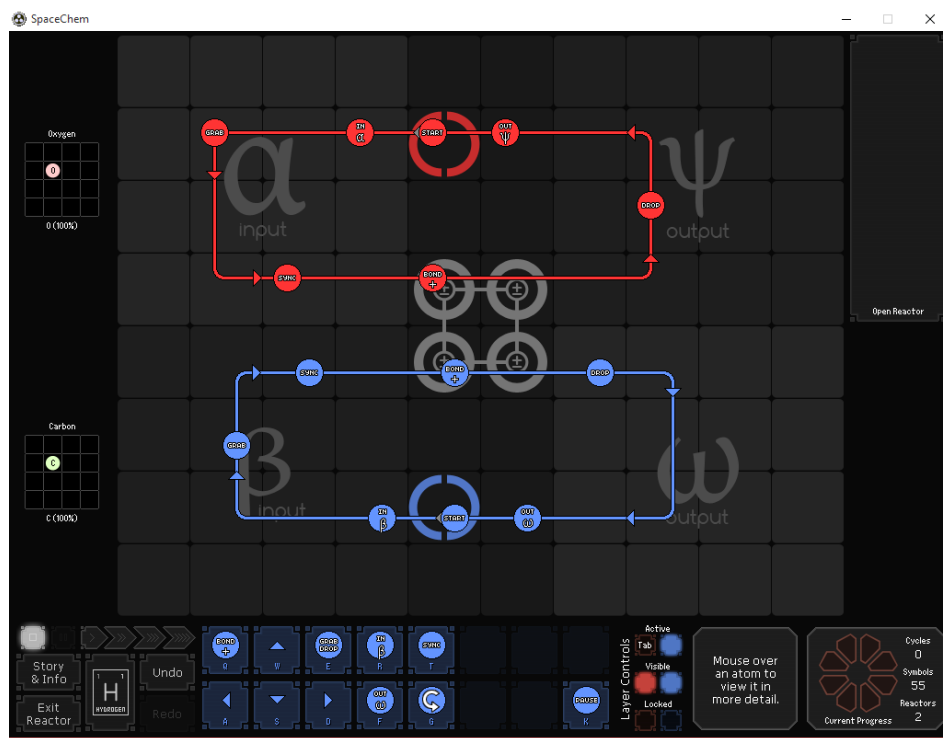 SpaceChem
Oxygen
O
O (100%)
Carbon
C
C (100%)
α
input
β
input
ψ
output
ω
output
GRAB
IN
α
START
OUT
ψ
DROP
SYNC
BOND
+
SYNC
BOND
+
DROP
GRAB
IN
β
START
OUT
ω
Open Reactor
Story
& Info
Exit
Reactor
1 1
H
HYDROGEN
Undo
Redo
BOND
+
Q
W
GRAB
DROP
E
IN
β
R
SYNC
T
A
S
D
OUT
ω
F
G
PAUSE
K
Layer Controls
Active
Tab
Visible
Locked
Mouse over
an atom to
view it in
more detail.
Current Progress
Cycles
0
Symbols
55
Reactors
2